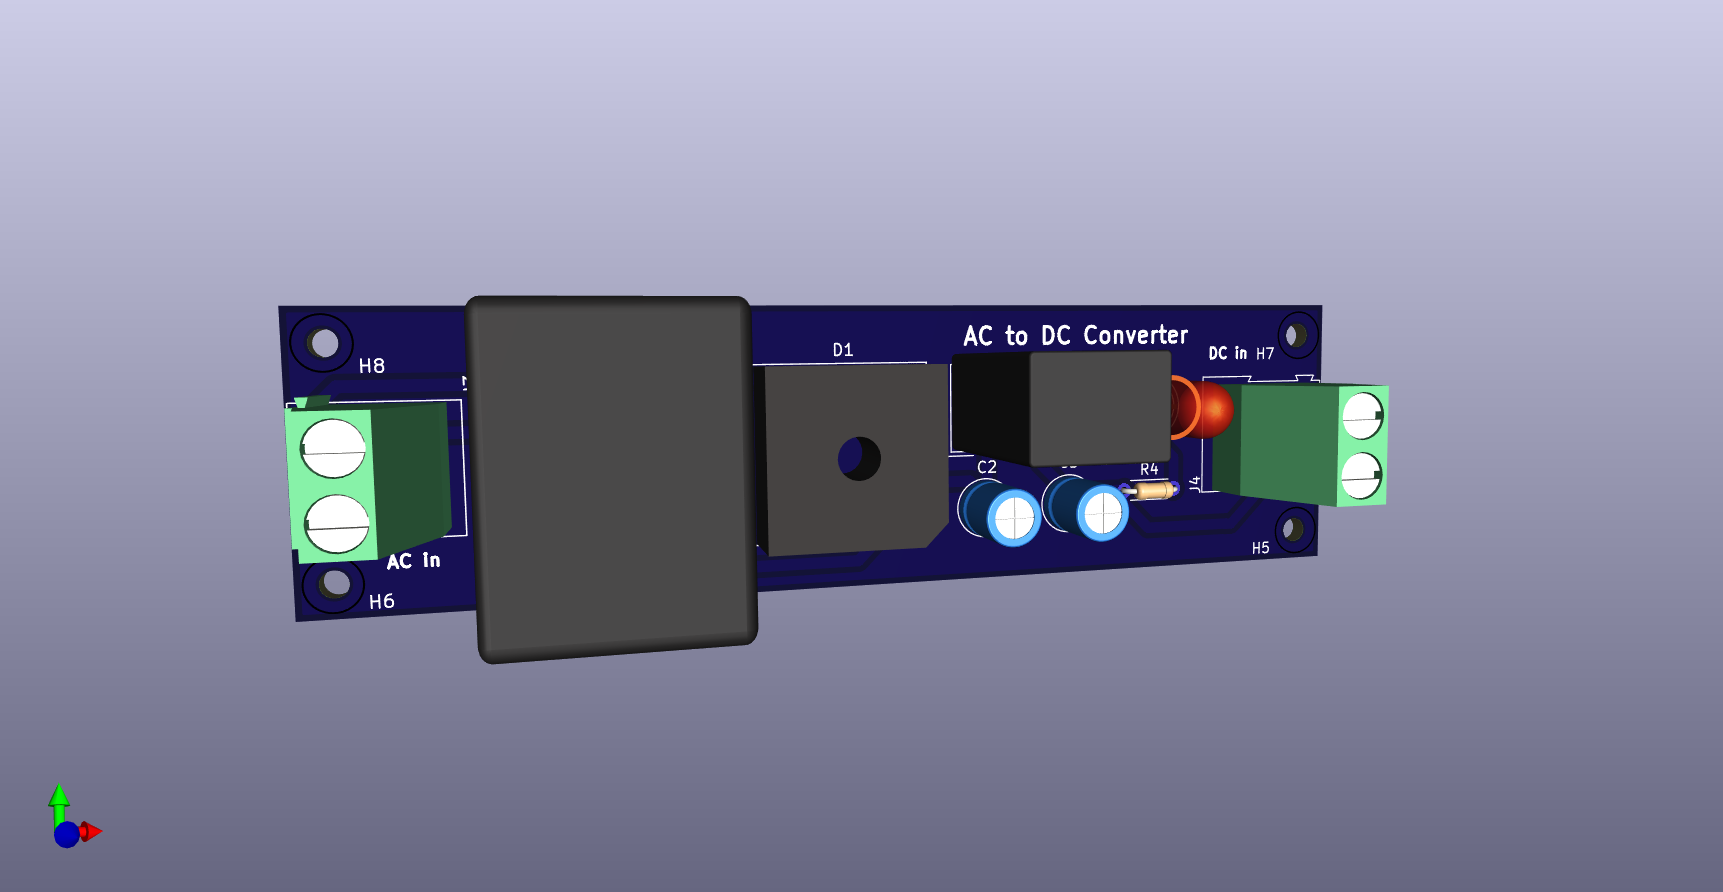 AC to DC Converter
D1
DC in H7
H8
C2
R4
J4
H5
AC in
H6